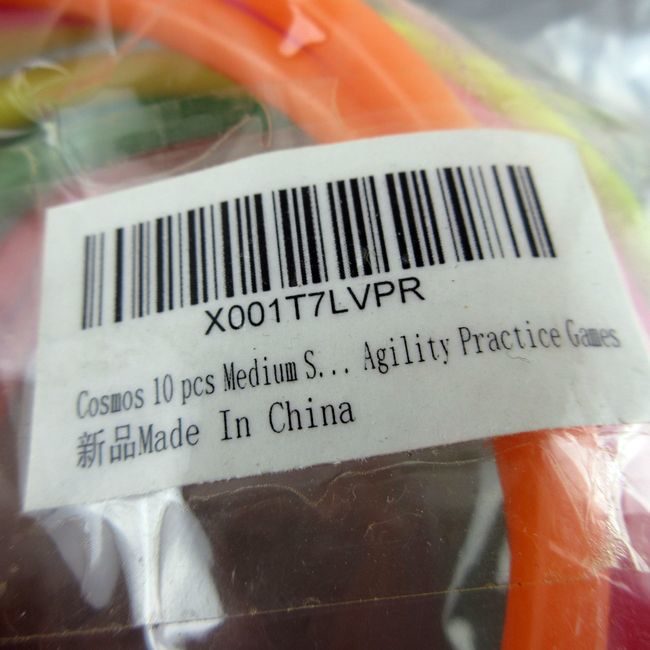 X001T7LVPR
Cosmos 10 pcs Medium S... Agility Practice Games
新品Made In China